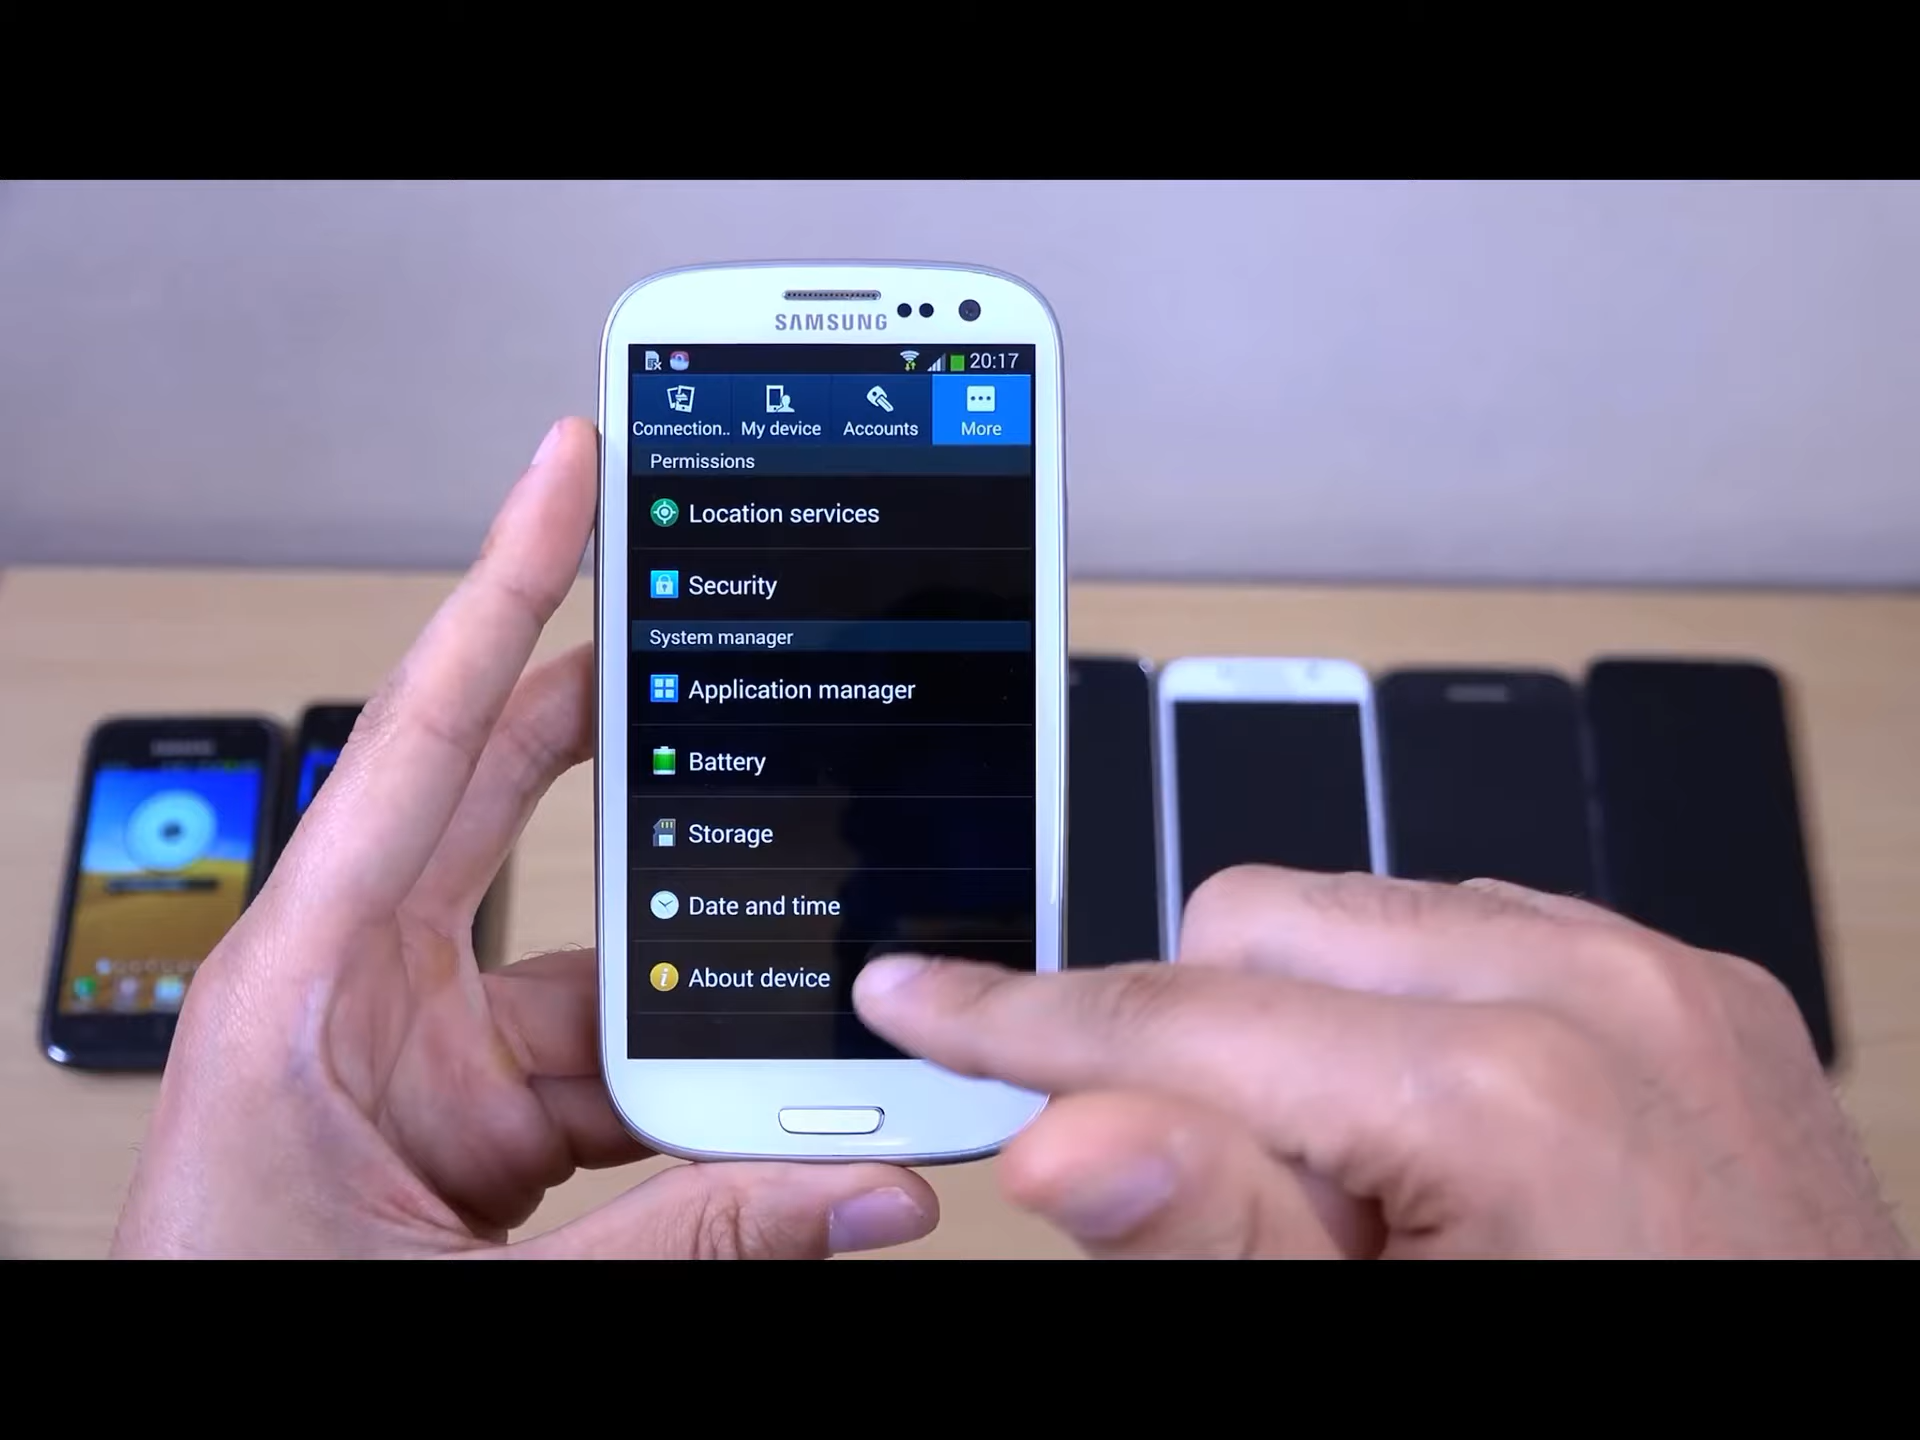 SAMSUNG
20:17
Connection..
My device
Accounts
More
Permissions
Location services
Security
System manager
Application manager
Battery
Storage
Date and time
About device